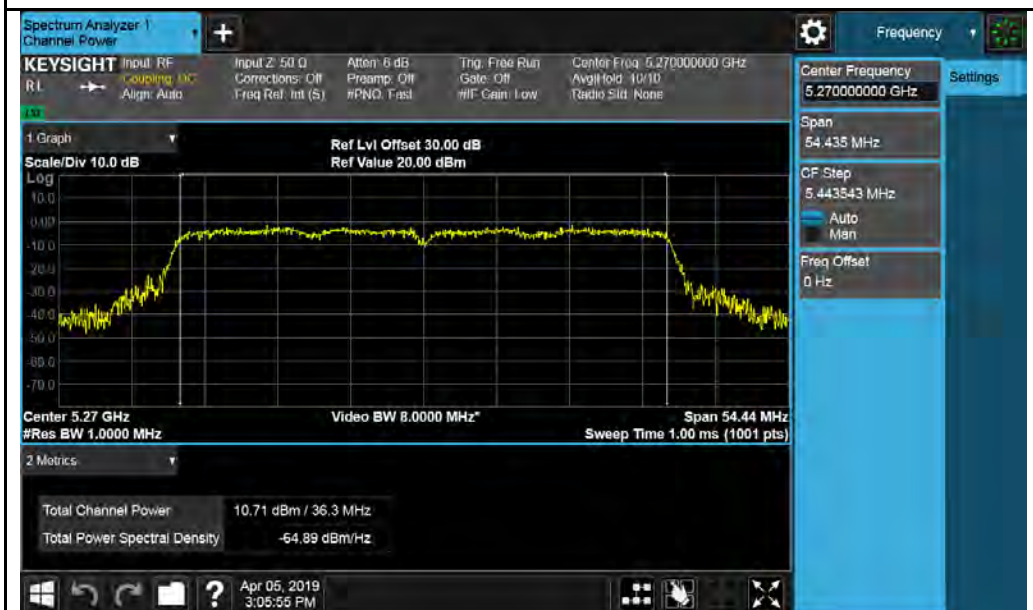 Spectrum Analyzer 1
Channel Power
+
Frequency
KEYSIGHT
RL
Input: RF
Coupling: DC
Align: Auto
Input Z: 50 Ω
Corrections: Off
Freq Ref: Int (S)
Atten: 6 dB
Preamp: Off
#PNO: Fast
Trig: Free Run
Gate: Off
#IF Gain: Low
Center Freq: 5.270000000 GHz
Avg|Hold: 10/10
Radio Std: None
Center Frequency
5.270000000 GHz
Settings
Span
54.435 MHz
CF Step
5.443543 MHz
Auto
Man
Freq Offset
0 Hz
1 Graph
Scale/Div 10.0 dB
Ref Lvl Offset 30.00 dB
Ref Value 20.00 dBm
Log
10.0
0.00
-10.0
-20.0
-30.0
-40.0
-50.0
-60.0
-70.0
Center 5.27 GHz
Video BW 8.0000 MHz*
Span 54.44 MHz
#Res BW 1.0000 MHz
Sweep Time 1.00 ms (1001 pts)
2 Metrics
Total Channel Power
10.71 dBm / 36.3 MHz
Total Power Spectral Density
-64.89 dBm/Hz
?
Apr 05, 2019
3:05:55 PM